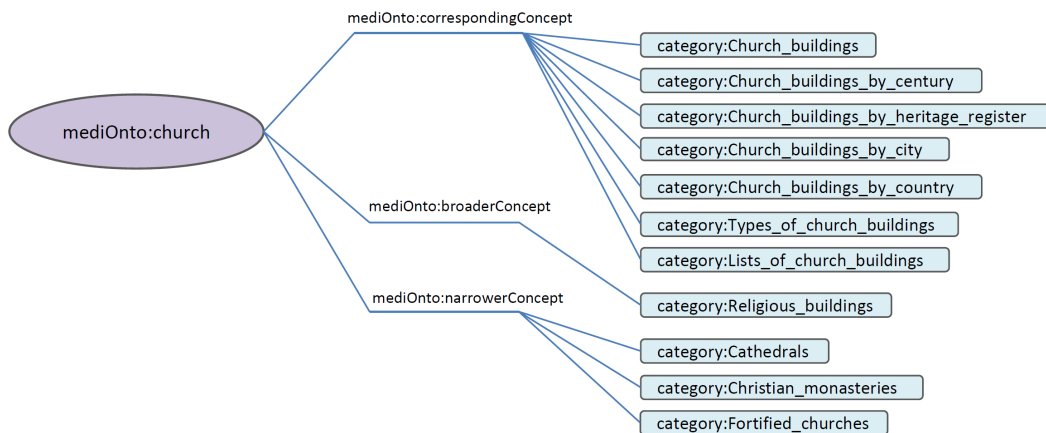 mediOnto:church
mediOnto:correspondingConcept
category:Church_buildings
category:Church_buildings_by_century
category:Church_buildings_by_heritage_register
category:Church_buildings_by_city
category:Church_buildings_by_country
category:Types_of_church_buildings
category:Lists_of_church_buildings
mediOnto:broaderConcept
category:Religious_buildings
mediOnto:narrowerConcept
category:Cathedrals
category:Christian_monasteries
category:Fortified_churches